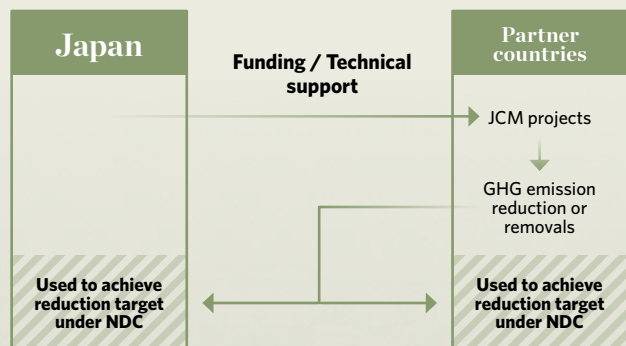 Japan
Partner
countries
Funding / Technical
support
JCM projects
GHG emission
reduction or
removals
Used to achieve
reduction target
under NDC
Used to achieve
reduction target
under NDC